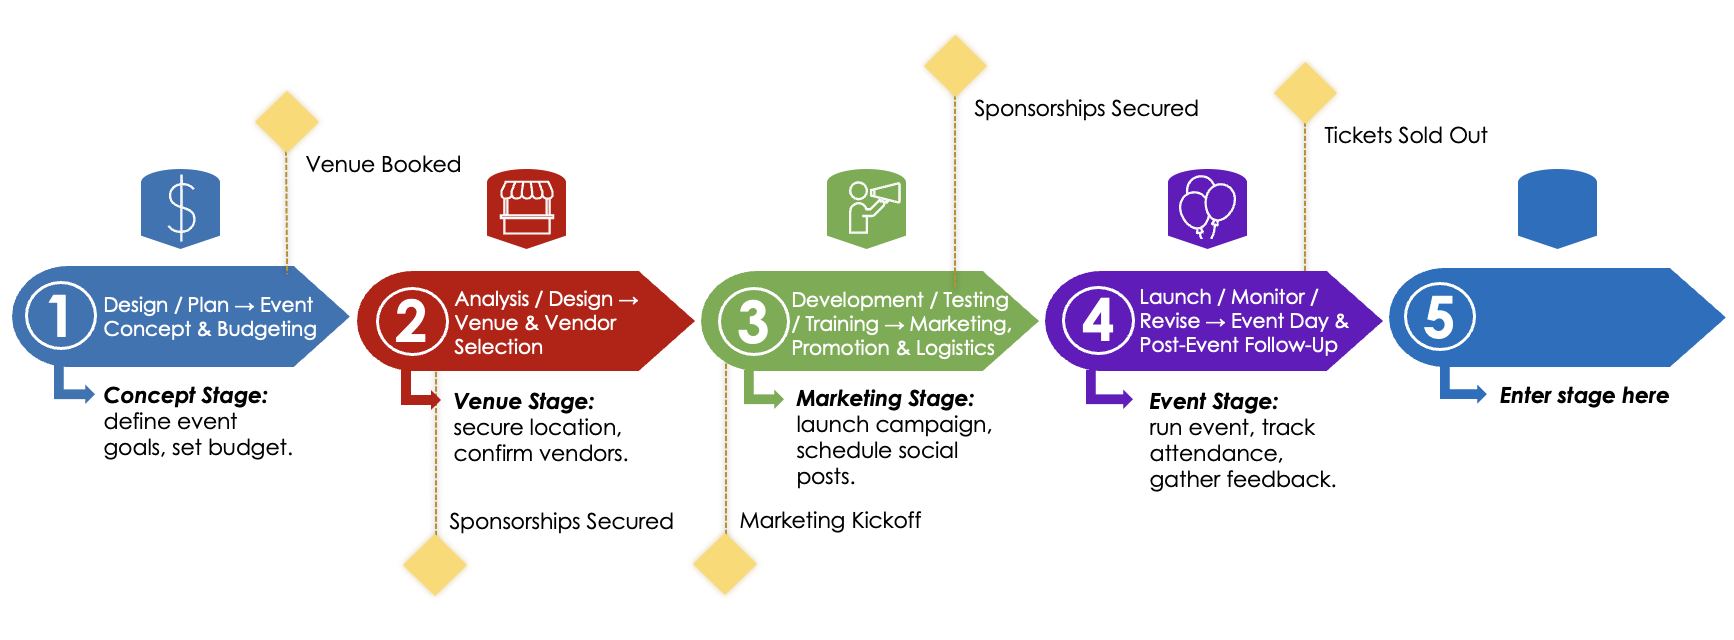 Sponsorships Secured
Tickets Sold Out
Venue Booked
1
Design / Plan → Event
Concept & Budgeting
2
Analysis / Design →
Venue & Vendor
Selection
3
Development / Testing
/ Training → Marketing,
Promotion & Logistics
4
Launch / Monitor /
Revise → Event Day &
Post-Event Follow-Up
5
Concept Stage:
define event
goals, set budget.
Venue Stage:
secure location,
confirm vendors.
Marketing Stage:
launch campaign,
schedule social
posts.
Event Stage:
run event, track
attendance,
gather feedback.
Enter stage here
Sponsorships Secured
Marketing Kickoff